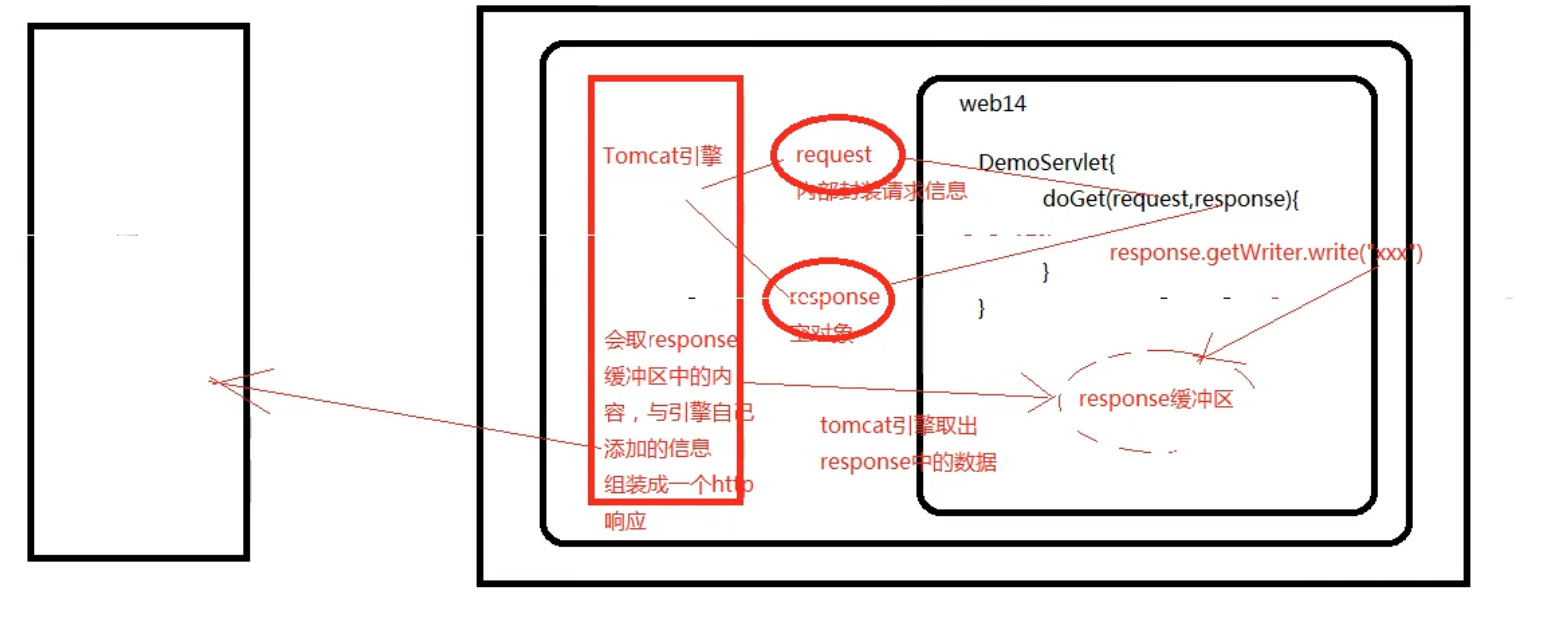 web14
Tomcat引擎
request
内部封装请求信息
DemoServlet{
doGet(request,response){
response.getWriter.write("xxx")
}
}
response
空对象
会取response
缓冲区中的内
容，与引擎自己
添加的信息
组装成一个http
响应
tomcat引擎取出
response中的数据
response缓冲区